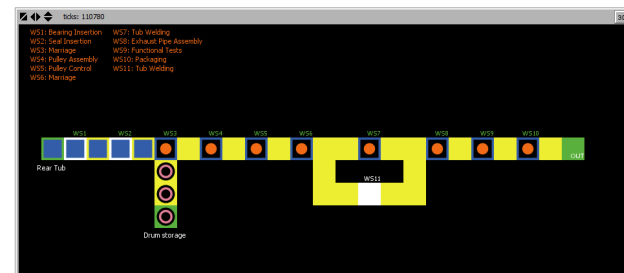 ticks: 110780
3D
WS1: Bearing Insertion WS7: Tub Welding
WS2: Seal Insertion WS8: Exhaust Pipe Assembly
WS3: Marriage WS9: Functional Tests
WS4: Pulley Assembly WS10: Packaging
WS5: Pulley Control WS11: Tub Welding
WS6: Marriage
WS1 WS2 WS3 WS4 WS5 WS6 WS7 WS8 WS9 WS10
OUT
Rear Tub
WS11
Drum storage